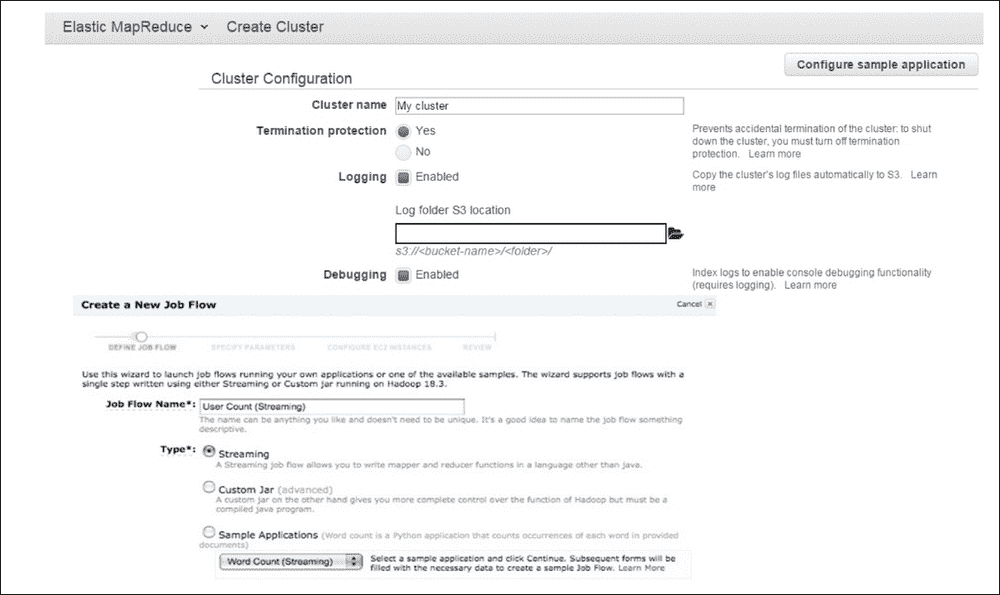 Elastic MapReduce Create Cluster
Configure sample application
Cluster Configuration
Cluster name My cluster
Termination protection Yes
No
Prevents accidental termination of the cluster: to shut
down the cluster, you must turn off termination
protection. Learn more
Logging Enabled
Copy the cluster's log files automatically to S3. Learn
more
Log folder S3 location
s3://<bucket-name>/<folder>/
Debugging Enabled
Index logs to enable console debugging functionality
(requires logging). Learn more
Create a New Job Flow
Cancel x
DEFINE JOB FLOW SPECIFY PARAMETERS CONFIGURE EC2 INSTANCES REVIEW
Use this wizard to launch job flows running your own applications or one of the available samples. The wizard supports job flows with a
single step written using either Streaming or Custom jar running on Hadoop 18.3.
Job Flow Name*: User Count (Streaming)
The name can be anything you like and doesn't need to be unique. It's a good idea to name the job flow something
descriptive.
Type*: Streaming
A Streaming job flow allows you to write mapper and reducer functions in a language other than java.
Custom Jar (advanced)
A custom jar on the other hand gives you more complete control over the function of Hadoop but must be a
compiled java program.
Sample Applications (Word count is a Python application that counts occurrences of each word in provided
documents)
Word Count (Streaming)
Select a sample application and click Continue. Subsequent forms will be
filled with the necessary data to create a sample Job Flow. Learn More